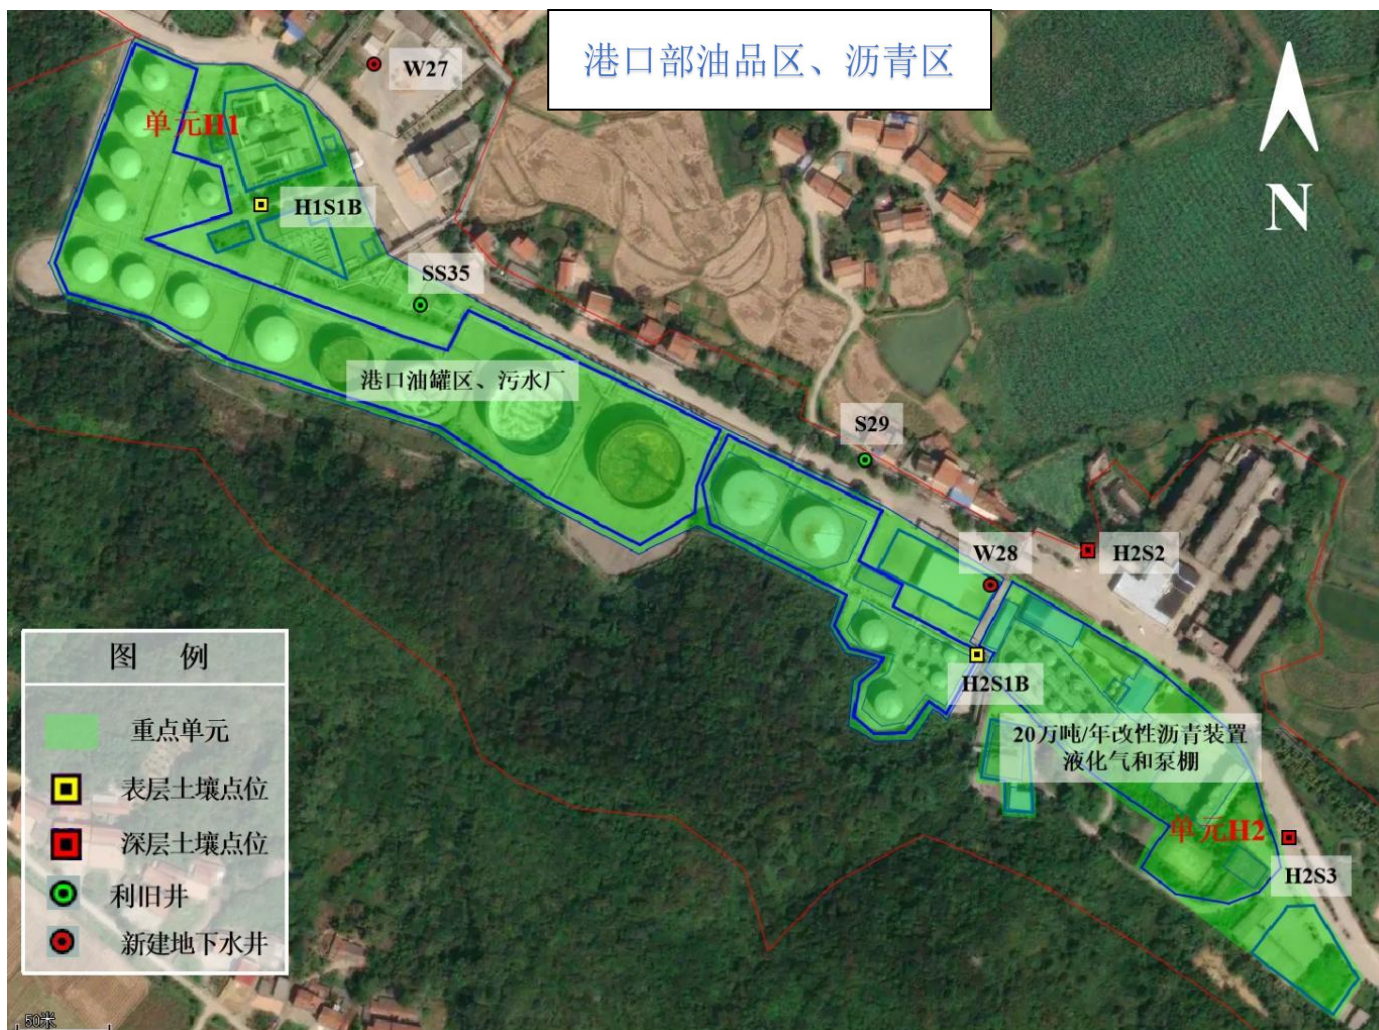 港口部油品区、沥青区
W27
单元H1
N
H1S1B
SS35
港口油罐区、污水厂
S29
W28
H2S2
H2S1B
20万吨/年改性沥青装置
液化气和泵棚
单元H2
H2S3
图 例
重点单元
表层土壤点位
深层土壤点位
利旧井
新建地下水井
50米